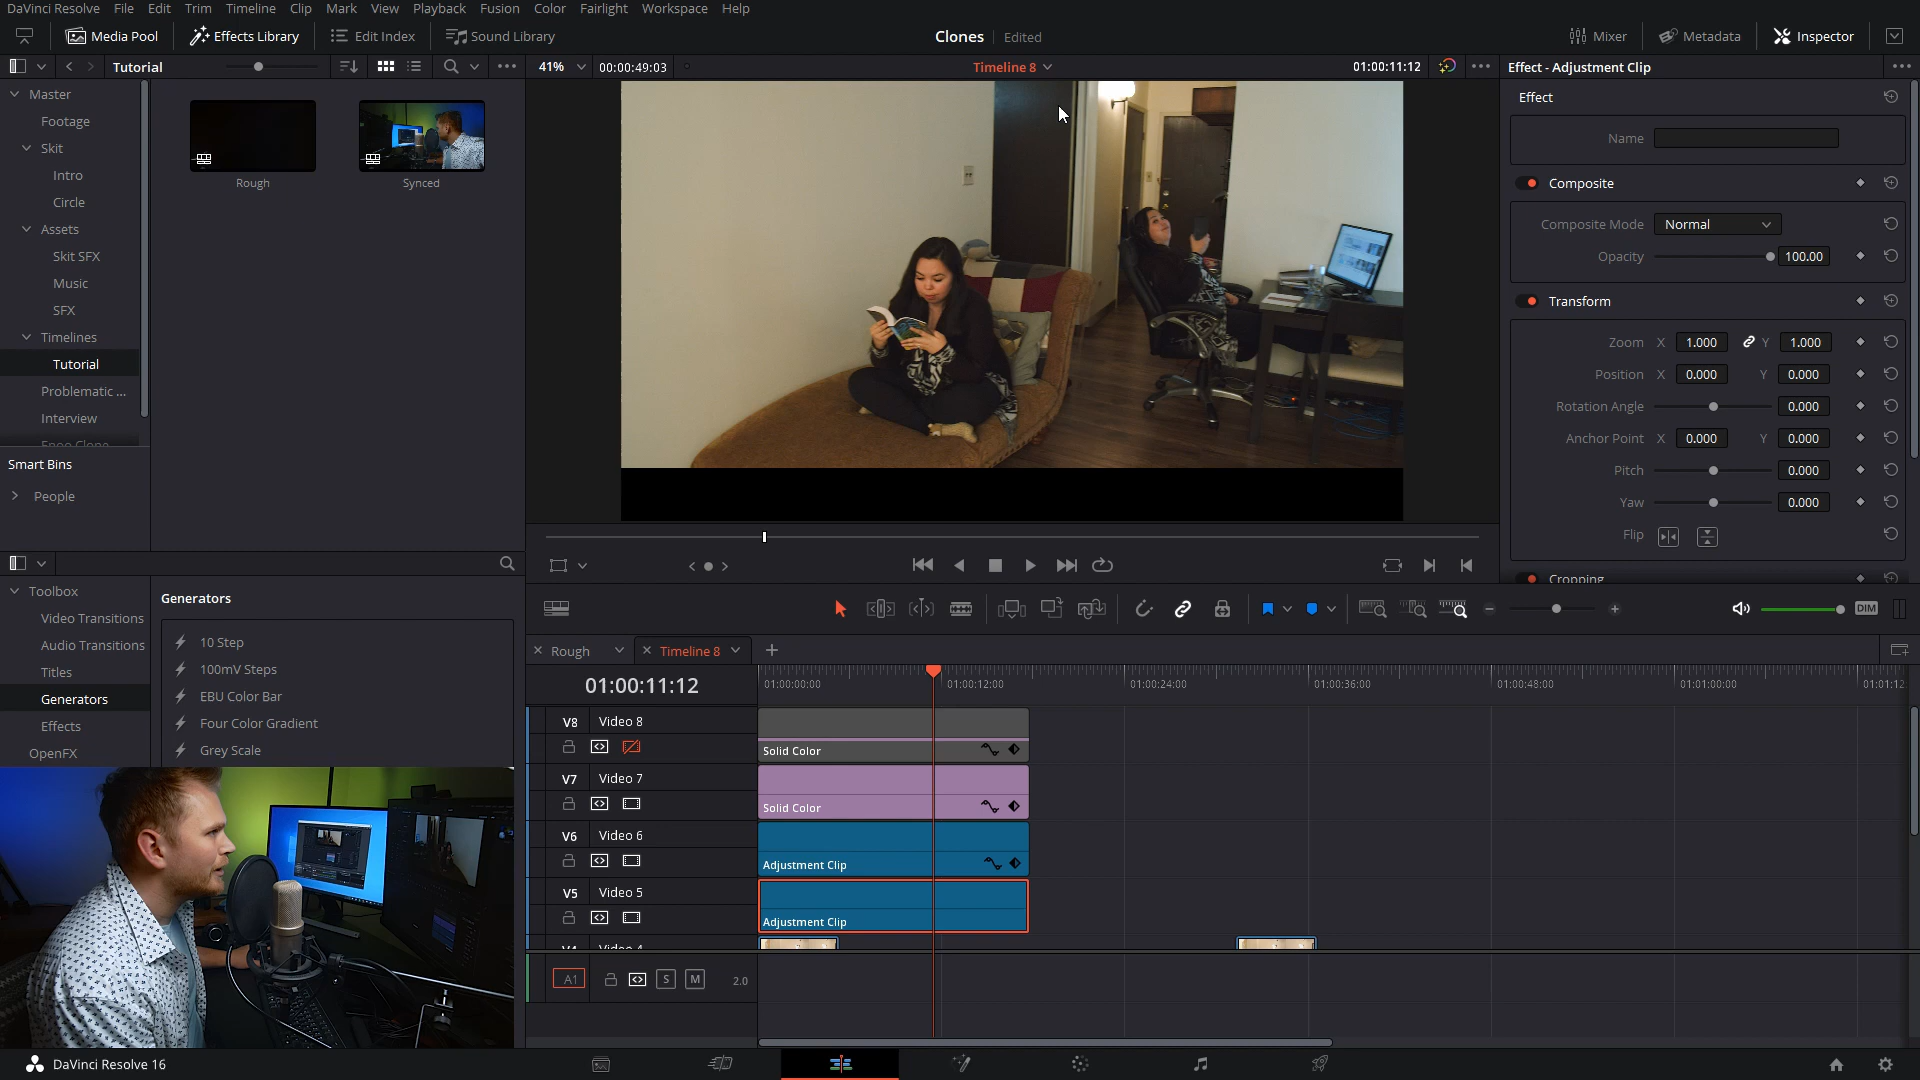 DaVinci Resolve File Edit Trim Timeline Clip Mark View Playback Fusion Color Fairlight Workspace Help
Media Pool Effects Library Edit Index Sound Library Clones Edited Mixer Metadata Inspector
Tutorial 41% 00:00:49:03 Timeline 8 01:00:11:12 Effect - Adjustment Clip
Master
Footage
Skit
Intro
Circle
Assets
Skit SFX
Music
SFX
Timelines
Tutorial
Problematic ...
Interview
Smart Bins
People
Rough Synced
Effect
Name
Composite
Composite Mode Normal
Opacity 100.00
Transform
Zoom X 1.000 Y 1.000
Position X 0.000 Y 0.000
Rotation Angle 0.000
Anchor Point X 0.000 Y 0.000
Pitch 0.000
Yaw 0.000
Flip
Cropping
Toolbox
Video Transitions
Audio Transitions
Titles
Generators
Effects
OpenFX
Generators
10 Step
100mV Steps
EBU Color Bar
Four Color Gradient
Grey Scale
DIM
Rough Timeline 8
01:00:11:12 01:00:00:00 01:00:12:00 01:00:24:00 01:00:36:00 01:00:48:00 01:01:00:00 01:01:12:
V8 Video 8
Solid Color
V7 Video 7
Solid Color
V6 Video 6
Adjustment Clip
V5 Video 5
Adjustment Clip
V4 Video 4
A1 S M 2.0
DaVinci Resolve 16